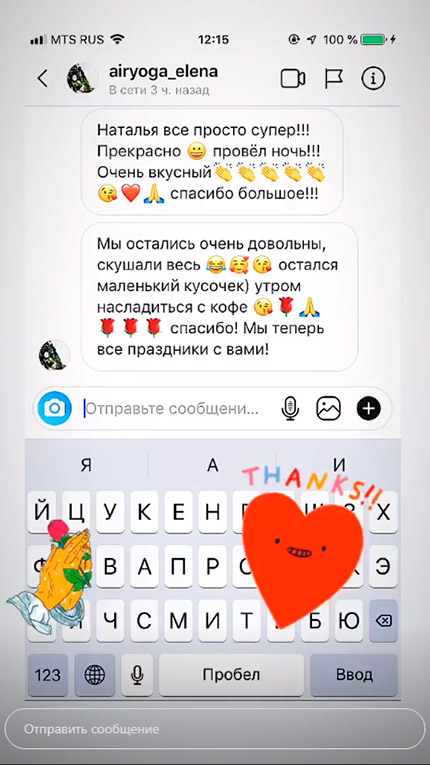 MTS RUS 12:15 100 %
airyoga_elena
В сети 3 ч. назад
Наталья все просто супер!!!
Прекрасно 😀 провёл ночь!!!
Очень вкусный👏👏👏👏👏
😘❤️🙏 спасибо большое!!!
Мы остались очень довольны,
скушали весь 😂🥰😘 остался
маленький кусочек) утром
насладиться с кофе 😘🌹🙏
🌹🌹🌹 спасибо! Мы теперь
все праздники с вами!
Отправьте сообщени...
Я А И
THANKS!!
Й Ц У К Е Н Х
В А П Р Э
Ч С М И Т Б Ю
123 Пробел Ввод
Отправить сообщение